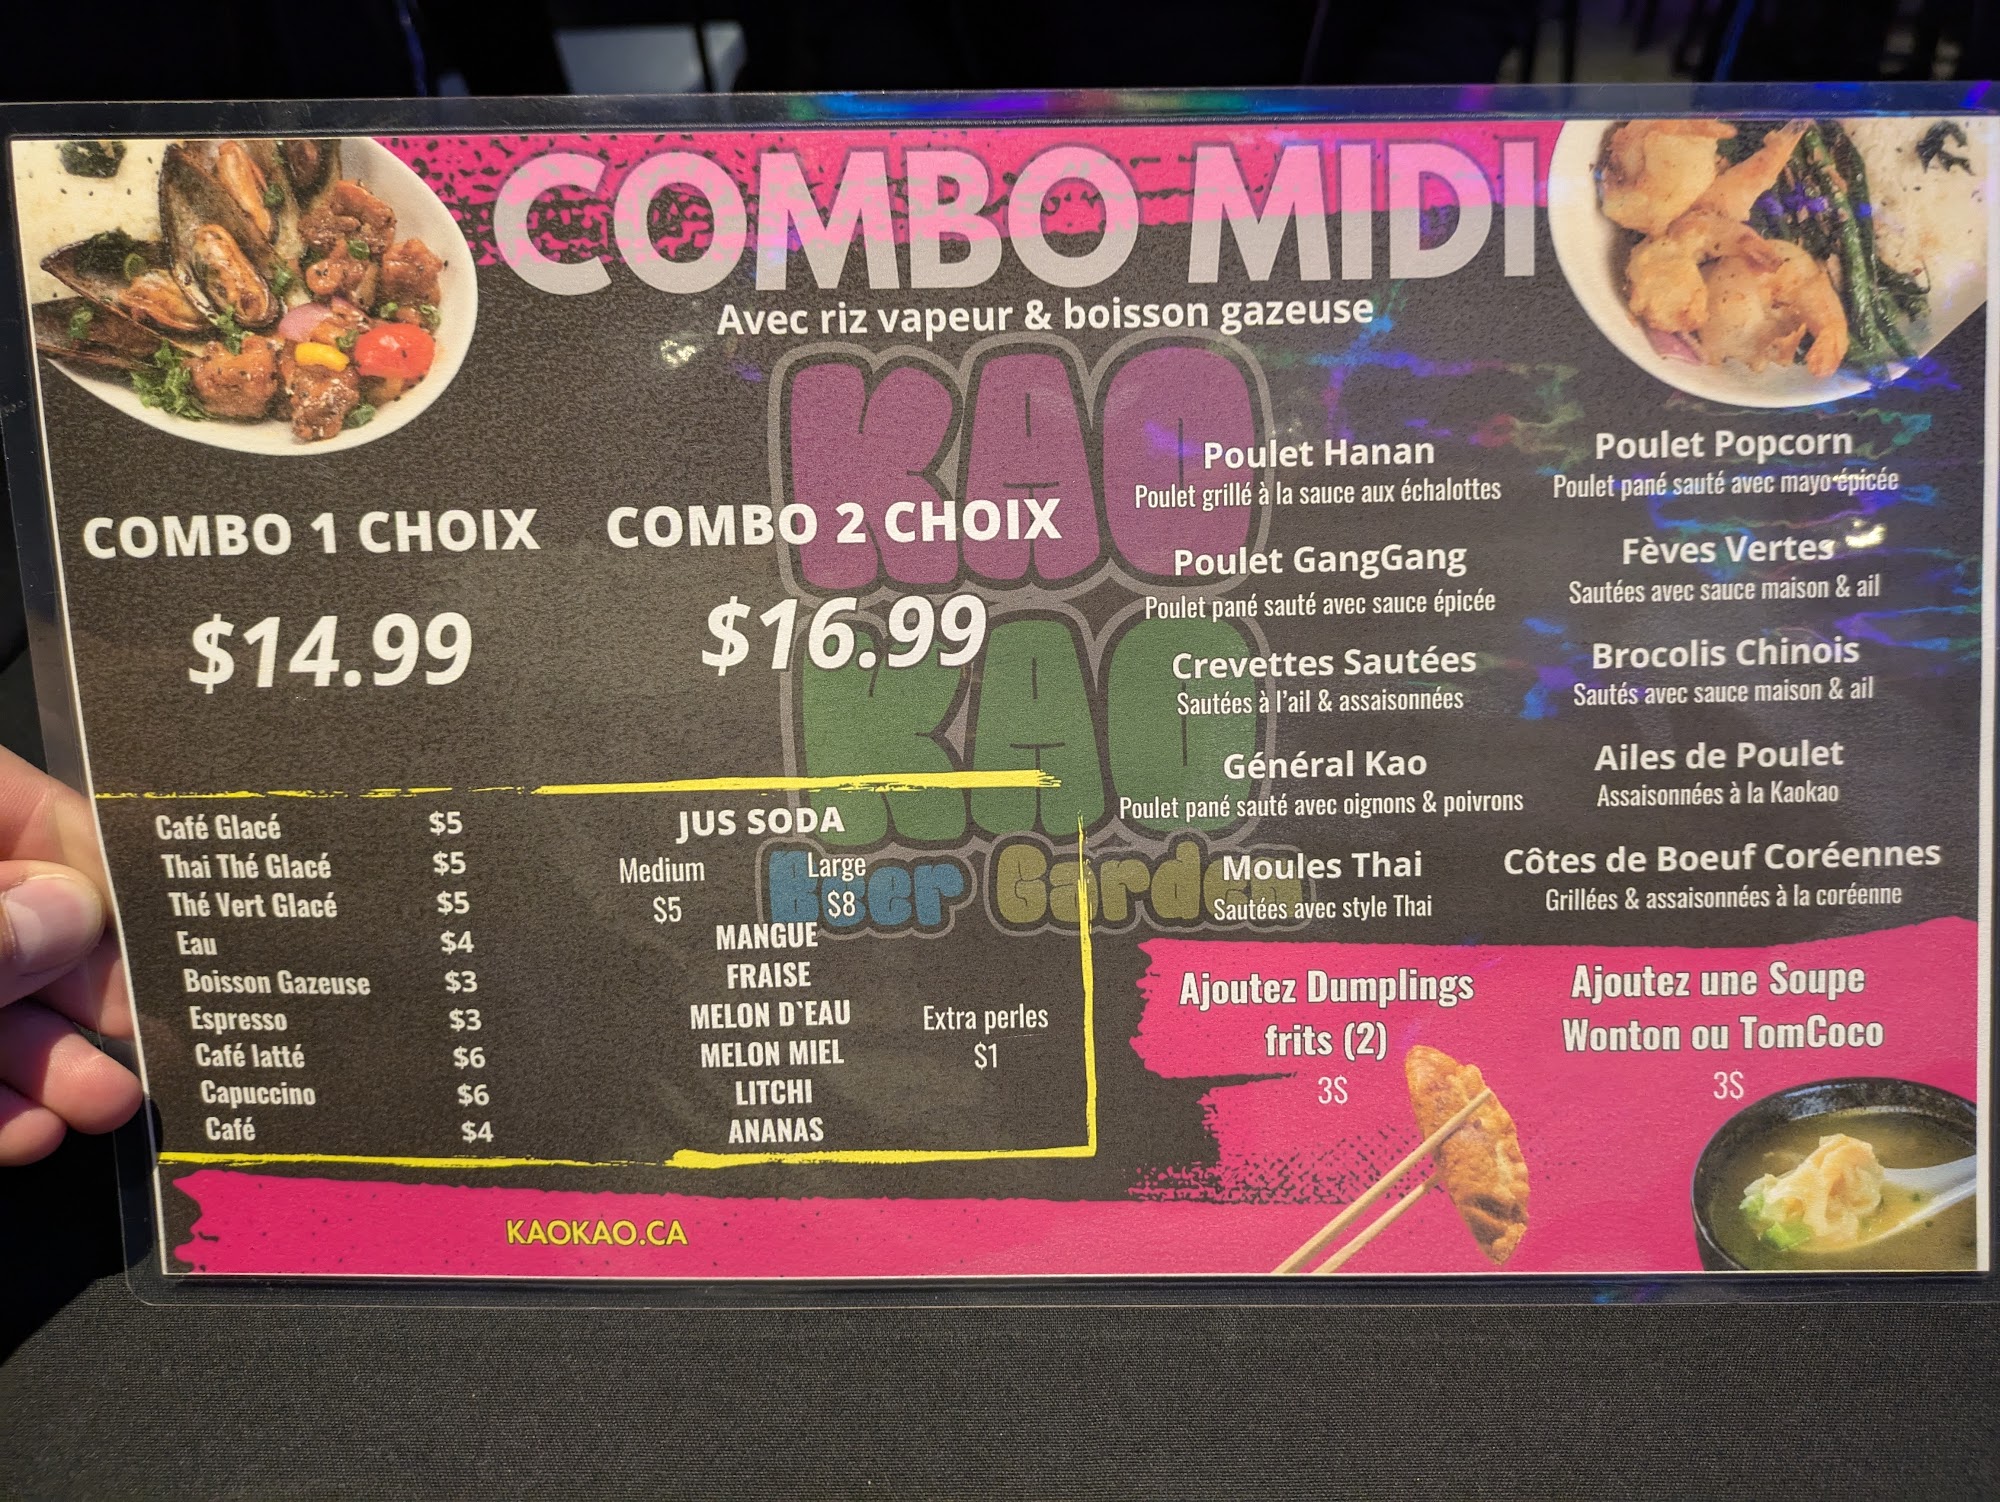 COMBO MIDI
Avec riz vapeur & boisson gazeuse
KAO
KAO
Beer Garden
COMBO 1 CHOIX
$14.99
COMBO 2 CHOIX
$16.99
Poulet Hanan
Poulet grillé à la sauce aux échalottes
Poulet GangGang
Poulet pané sauté avec sauce épicée
Crevettes Sautées
Sautées à l'ail & assaisonnées
Général Kao
Poulet pané sauté avec oignons & poivrons
Moules Thai
Sautées avec style Thai
Poulet Popcorn
Poulet pané sauté avec mayo épicée
Fèves Vertes
Sautées avec sauce maison & ail
Brocolis Chinois
Sautés avec sauce maison & ail
Ailes de Poulet
Assaisonnées à la Kaokao
Côtes de Boeuf Coréennes
Grillées & assaisonnées à la coréenne
Café Glacé $5
Thai Thé Glacé $5
Thé Vert Glacé $5
Eau $4
Boisson Gazeuse $3
Espresso $3
Café latté $6
Capuccino $6
Café $4
JUS SODA
Medium Large
$5 $8
MANGUE
FRAISE
MELON D`EAU
MELON MIEL
LITCHI
ANANAS
Extra perles
$1
Ajoutez Dumplings
frits (2)
3$
Ajoutez une Soupe
Wonton ou TomCoco
3$
KAOKAO.CA